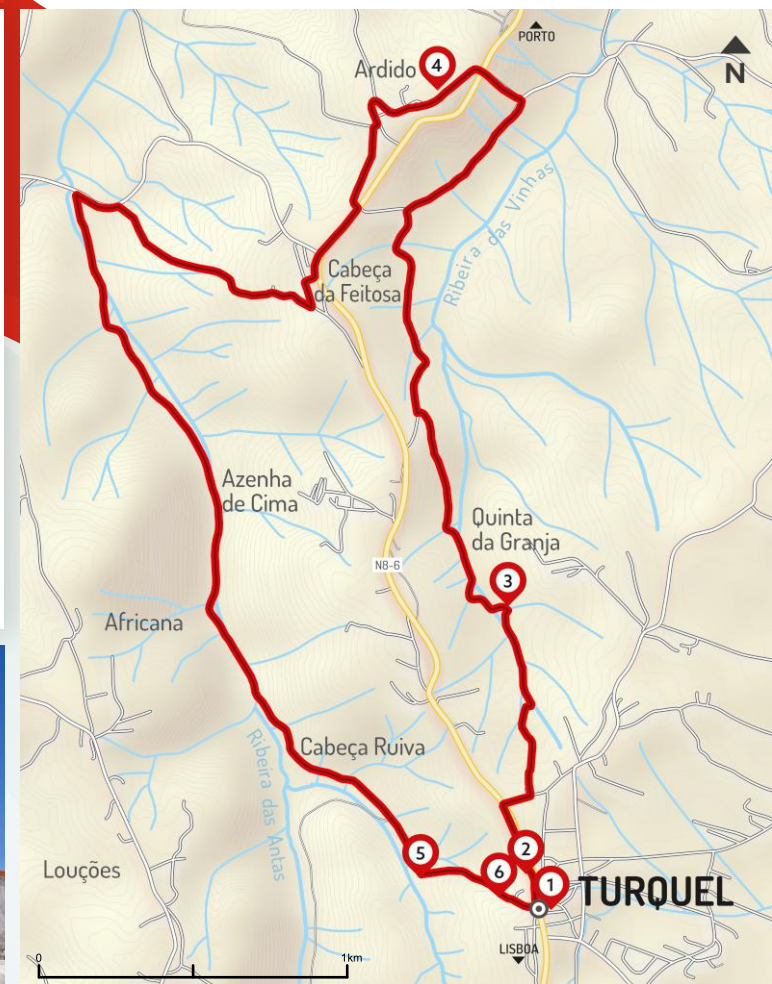 PORTO
N
Ardido
4
Ribeira das Vinhas
Cabeça
da Feitosa
Azenha
de Cima
Quinta
da Granja
N8-6
3
Africana
Cabeça Ruiva
Ribeira das Antas
2
5
6
1
Louções
TURQUEL
LISBOA
0
1km